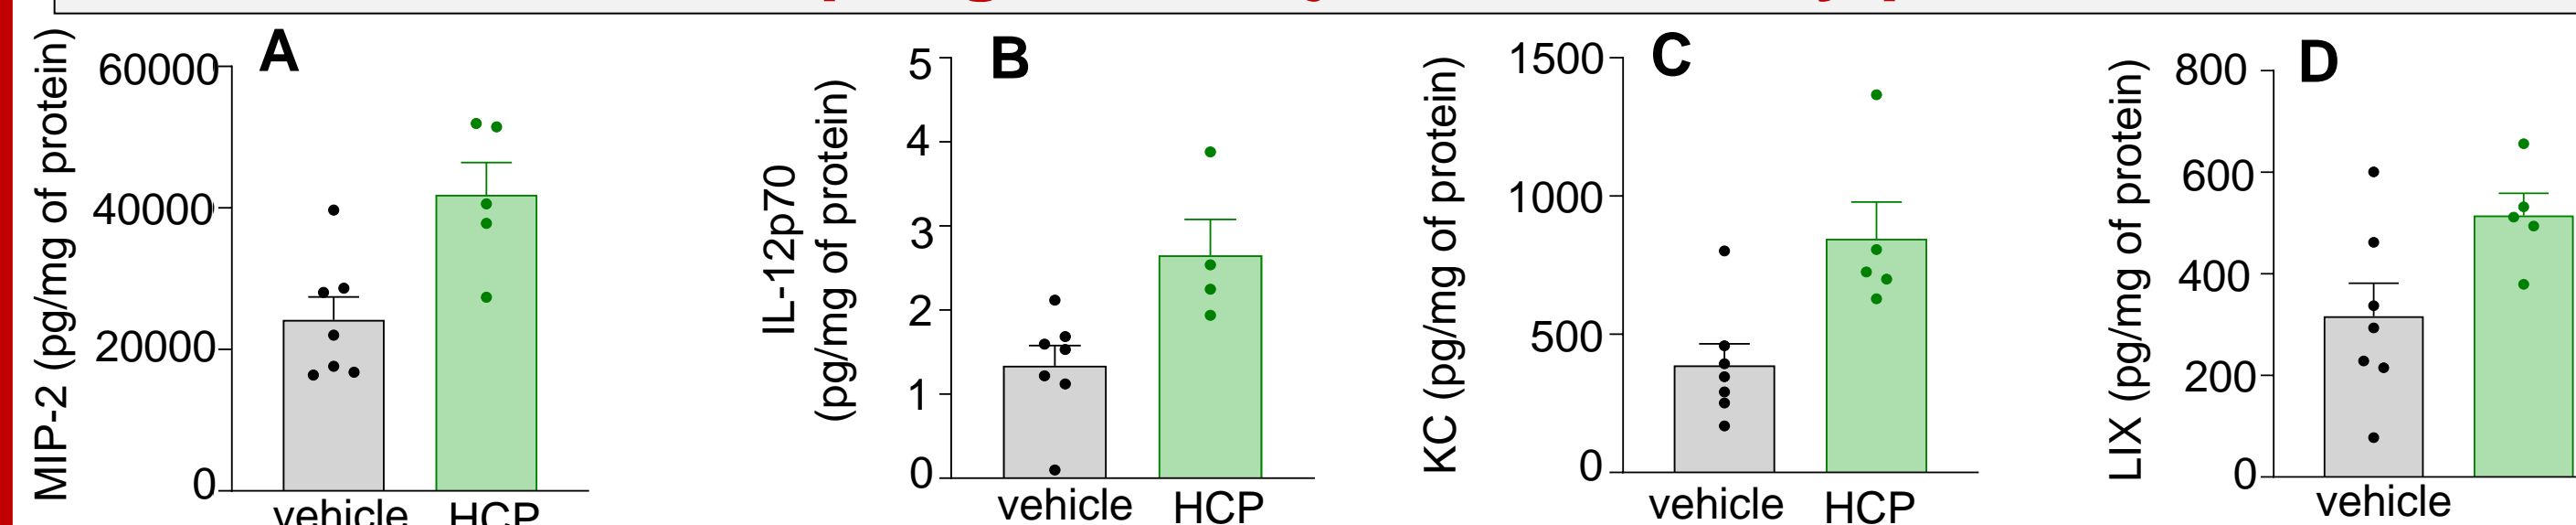 A
MIP-2 (pg/mg of protein)
60000
40000
20000
0
vehicle HCP
B
IL-12p70
(pg/mg of protein)
5
4
3
2
1
0
vehicle HCP
C
KC (pg/mg of protein)
1500
1000
500
0
vehicle HCP
D
LIX (pg/mg of protein)
800
600
400
200
0
vehicle